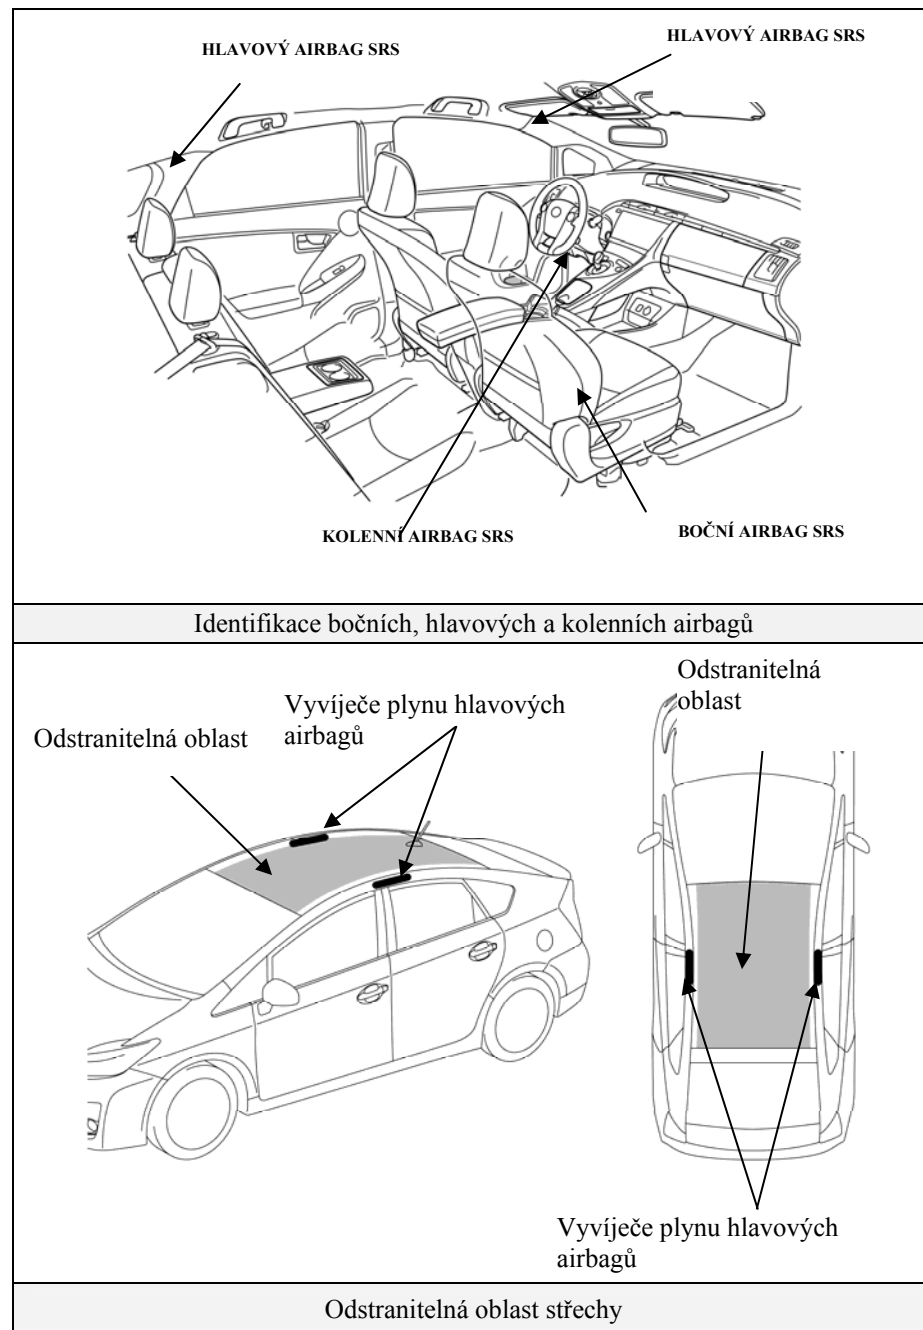 HLAVOVÝ AIRBAG SRS
HLAVOVÝ AIRBAG SRS
KOLENNÍ AIRBAG SRS
BOČNÍ AIRBAG SRS
Identifikace bočních, hlavových a kolenních airbagů
Odstranitelná oblast
Vyvíječe plynu hlavových
airbagů
Odstranitelná
oblast
Vyvíječe plynu hlavových
airbagů
Odstranitelná oblast střechy